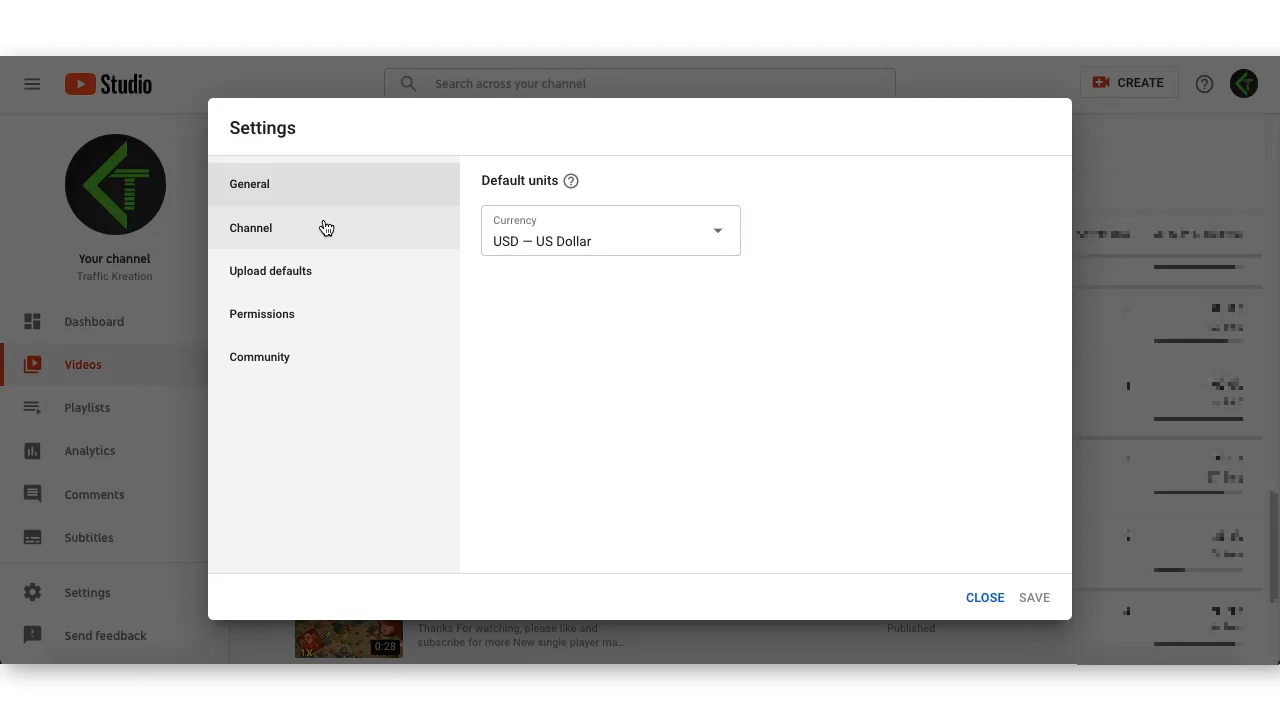 Studio
Search across your channel
CREATE
Settings
General
Channel
Upload defaults
Permissions
Community
Default units
Currency
USD — US Dollar
CLOSE
SAVE
Your channel
Traffic Kreation
Dashboard
Videos
Playlists
Analytics
Comments
Subtitles
Settings
Send feedback
1X
0:28
Thanks For watching, please like and
subscribe for more New single player ma...
Published